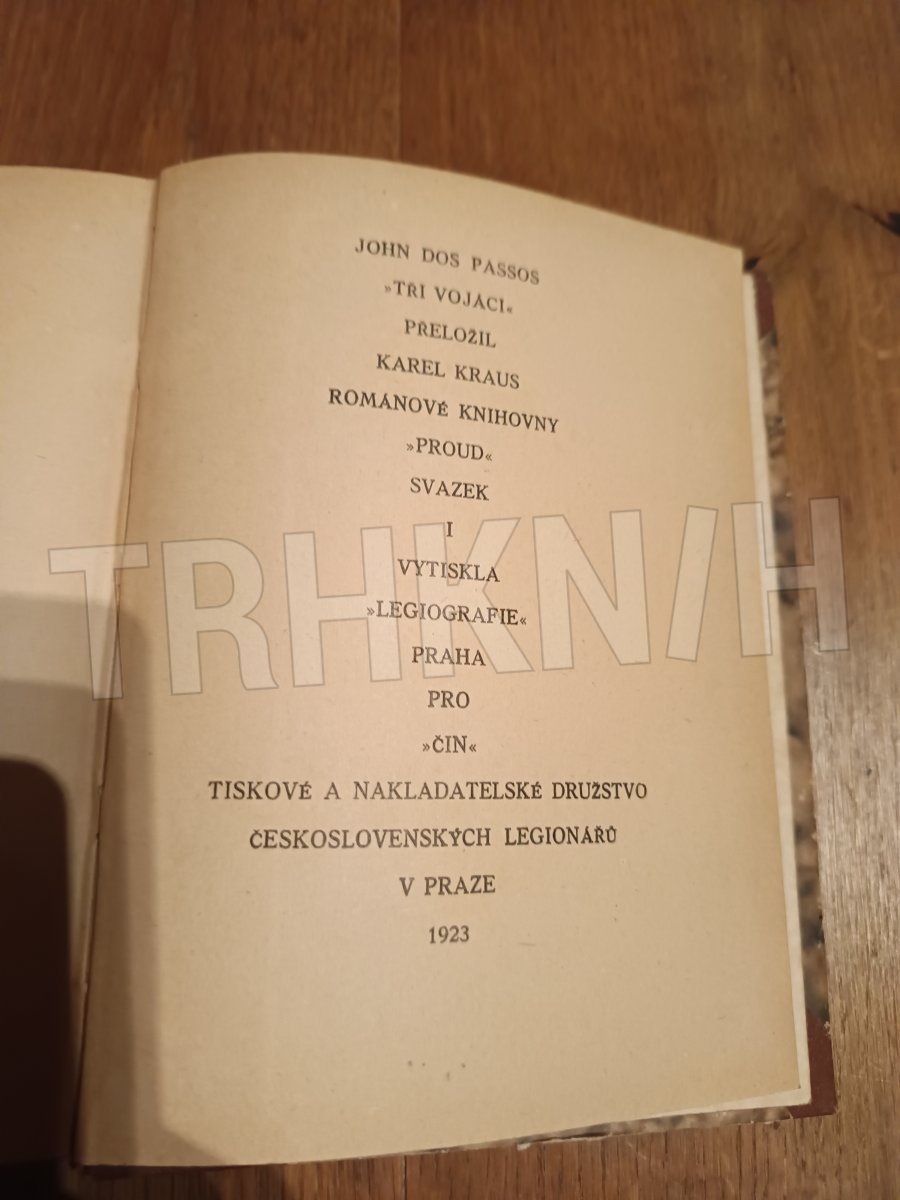 JOHN DOS PASSOS
»TŘI VOJÁCI«
PŘELOŽIL
KAREL KRAUS
ROMÁNOVÉ KNIHOVNY
»PROUD«
SVAZEK
I
VYTISKLA
»LEGIOGRAFIE«
PRAHA
PRO
»ČIN«
TISKOVÉ A NAKLADATELSKÉ DRUŽSTVO
ČESKOSLOVENSKÝCH LEGIONÁŘŮ
V PRAZE
1923
TRHKN/H